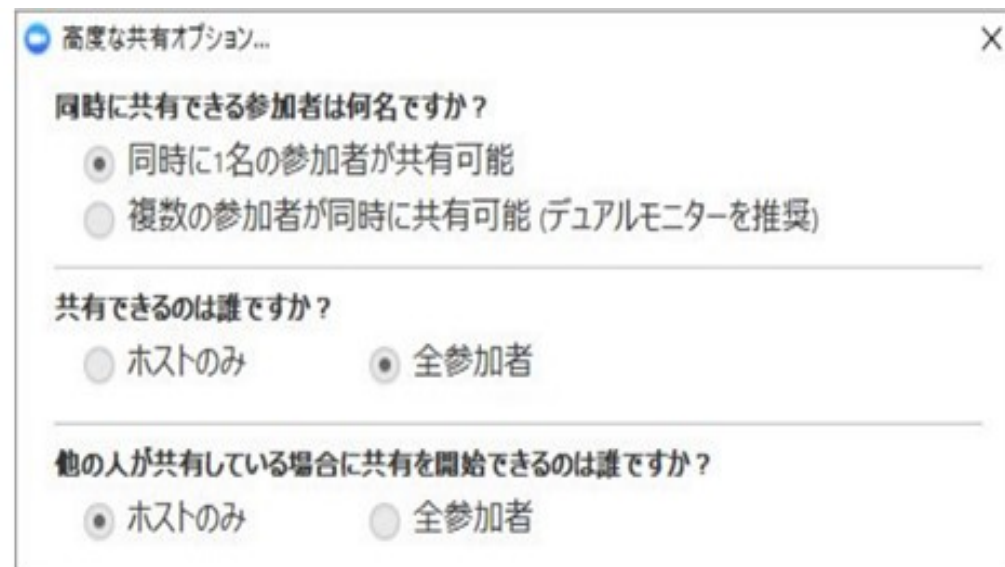 高度な共有オプション...
同時に共有できる参加者は何名ですか？
同時に1名の参加者が共有可能
複数の参加者が同時に共有可能 (デュアルモニターを推奨)
共有できるのは誰ですか？
ホストのみ 全参加者
他の人が共有している場合に共有を開始できるのは誰ですか？
ホストのみ 全参加者